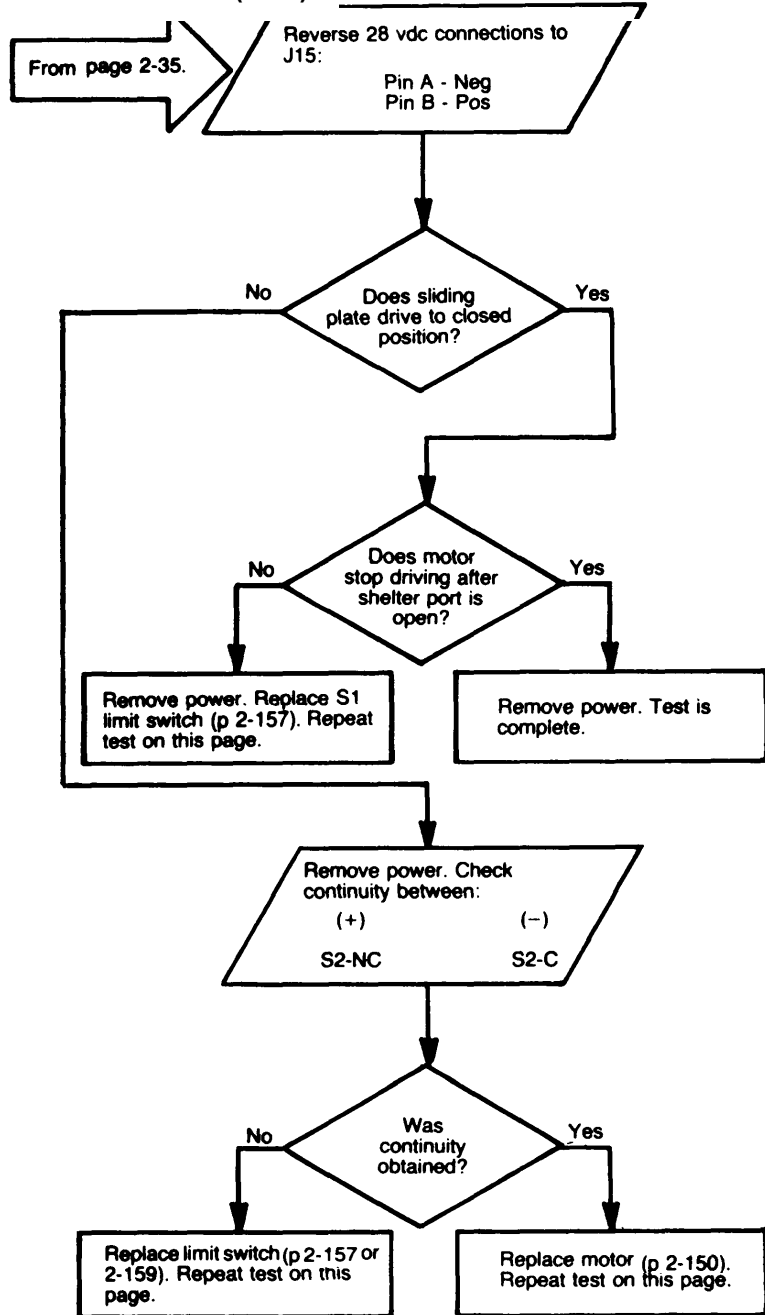 From page 2-35.
Reverse 28 vdc connections to
J15:
Pin A - Neg
Pin B - Pos
No
Does sliding
plate drive to closed
position?
Yes
No
Does motor
stop driving after
shelter port is
open?
Yes
Remove power. Replace S1
limit switch (p 2-157). Repeat
test on this page.
Remove power. Test is
complete.
Remove power. Check
continuity between:
(+) (−)
S2-NC S2-C
No
Was
continuity
obtained?
Yes
Replace limit switch (p 2-157 or
2-159). Repeat test on this
page.
Replace motor (p 2-150).
Repeat test on this page.